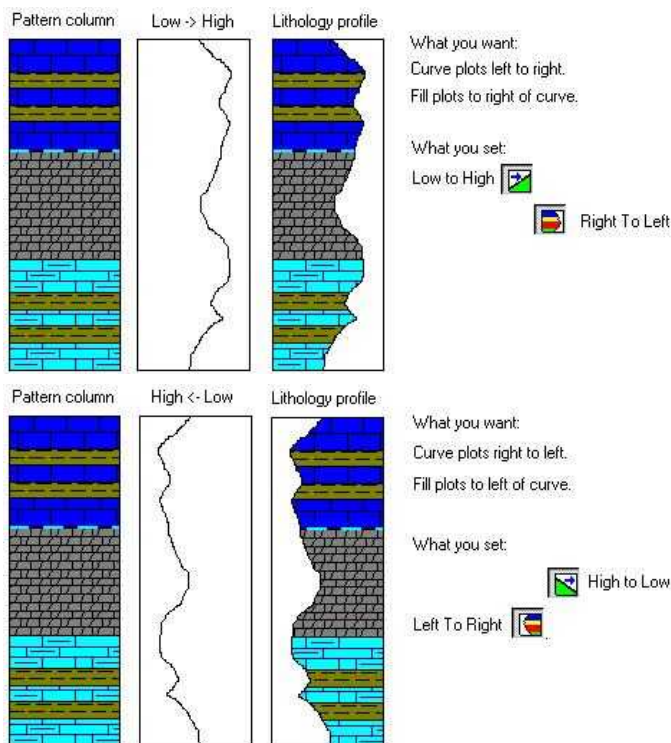 Pattern column
Low -> High
Lithology profile
What you want:
Curve plots left to right.
Fill plots to right of curve.
What you set:
Low to High
Right To Left
Pattern column
High <- Low
Lithology profile
What you want:
Curve plots right to left.
Fill plots to left of curve.
What you set:
High to Low
Left To Right